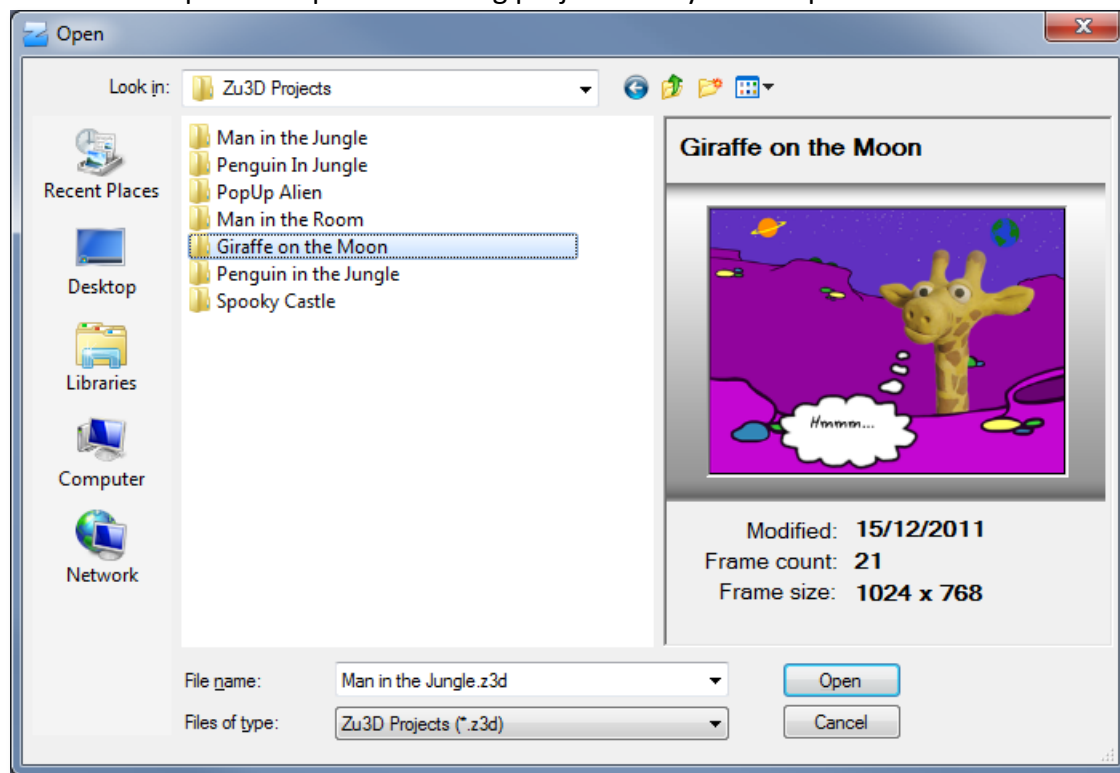 Open
Look in:
Zu3D Projects
Recent Places
Desktop
Libraries
Computer
Network
Man in the Jungle
Penguin In Jungle
PopUp Alien
Man in the Room
Giraffe on the Moon
Penguin in the Jungle
Spooky Castle
Giraffe on the Moon
Hmmmm...
Modified: 15/12/2011
Frame count: 21
Frame size: 1024 x 768
File name: Man in the Jungle.z3d
Open
Files of type: Zu3D Projects (*.z3d)
Cancel